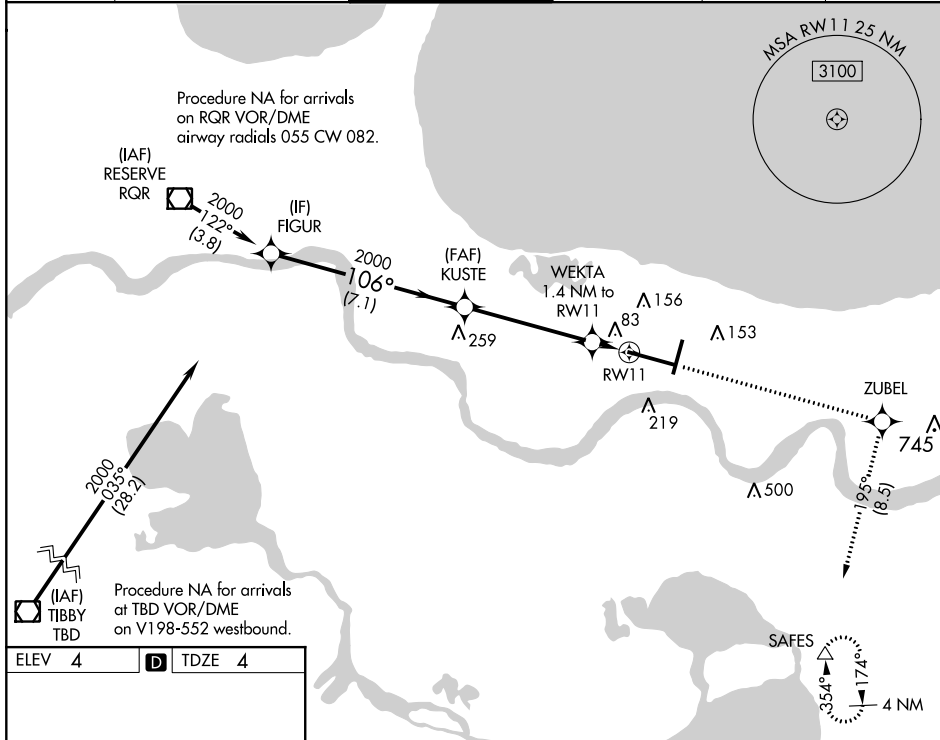 MSA RW11 25 NM
3100
Procedure NA for arrivals
on RQR VOR/DME
airway radials 055 CW 082.
(IAF)
RESERVE
RQR
2000
122°
(3.8)
(IF)
FIGUR
2000
106°
(7.1)
(FAF)
KUSTE
259
WEKTA
1.4 NM to
RW11
83
156
153
RW11
219
ZUBEL
745
500
195°
(8.5)
2000
035°
(28.2)
(IAF)
TIBBY
TBD
Procedure NA for arrivals
at TBD VOR/DME
on V198-552 westbound.
SAFES
354°
174°
4 NM
ELEV 4 D TDZE 4